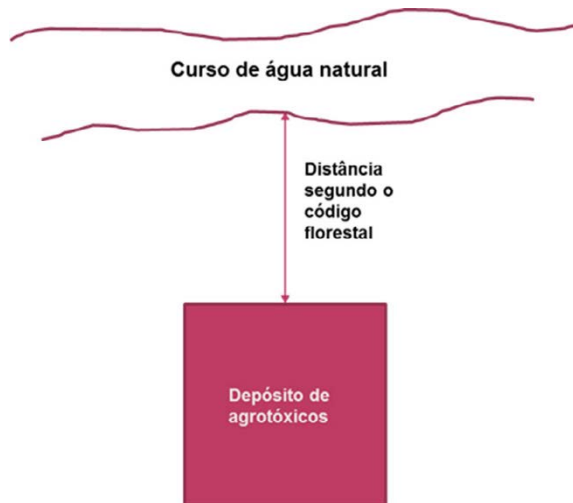 Curso de água natural
Distância
segundo o
código
florestal
Depósito de
agrotóxicos